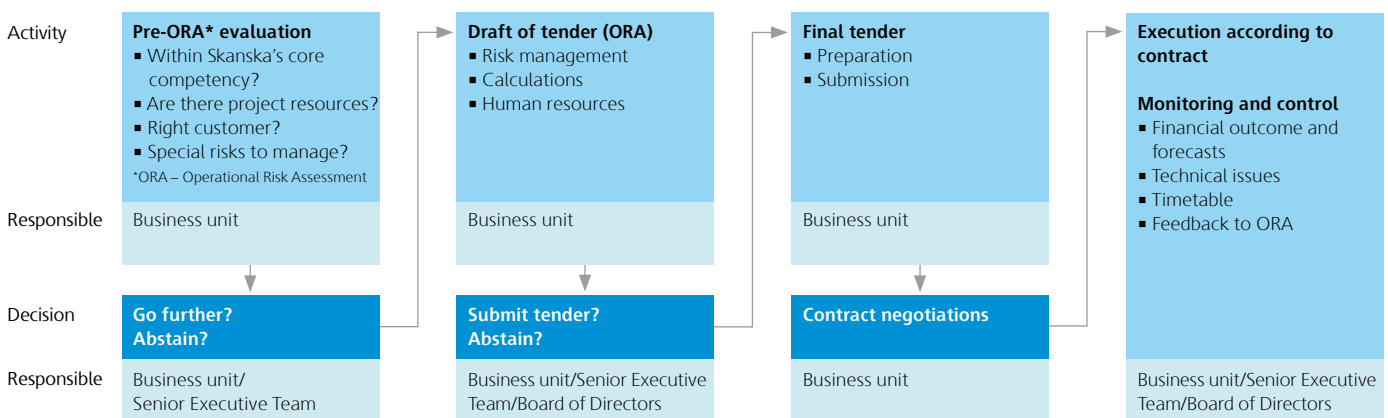 Activity
Pre-ORA* evaluation
■ Within Skanska's core
competency?
■ Are there project resources?
■ Right customer?
■ Special risks to manage?
*ORA – Operational Risk Assessment
Draft of tender (ORA)
■ Risk management
■ Calculations
■ Human resources
Final tender
■ Preparation
■ Submission
Execution according to
contract
Monitoring and control
■ Financial outcome and
forecasts
■ Technical issues
■ Timetable
■ Feedback to ORA
Responsible
Business unit
Business unit
Business unit
Decision
Go further?
Abstain?
Submit tender?
Abstain?
Contract negotiations
Responsible
Business unit/
Senior Executive Team
Business unit/Senior Executive
Team/Board of Directors
Business unit
Business unit/Senior Executive
Team/Board of Directors